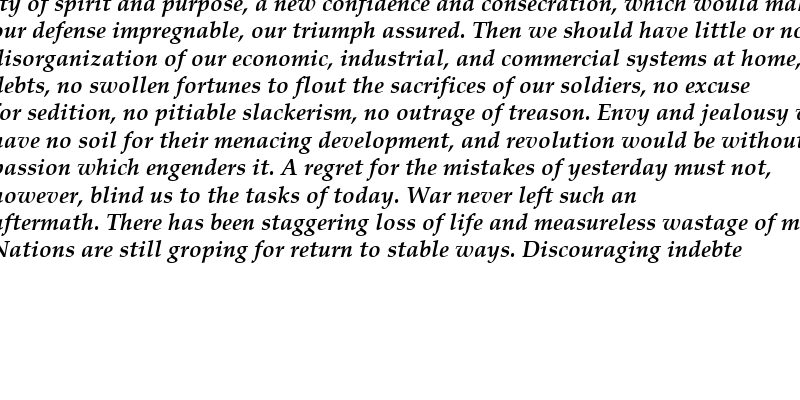 ty of spirit and purpose, a new confidence and consecration, which would mak
our defense impregnable, our triumph assured. Then we should have little or no
disorganization of our economic, industrial, and commercial systems at home,
debts, no swollen fortunes to flout the sacrifices of our soldiers, no excuse
for sedition, no pitiable slackerism, no outrage of treason. Envy and jealousy
have no soil for their menacing development, and revolution would be without
passion which engenders it. A regret for the mistakes of yesterday must not,
however, blind us to the tasks of today. War never left such an
aftermath. There has been staggering loss of life and measureless wastage of m
Nations are still groping for return to stable ways. Discouraging indebte